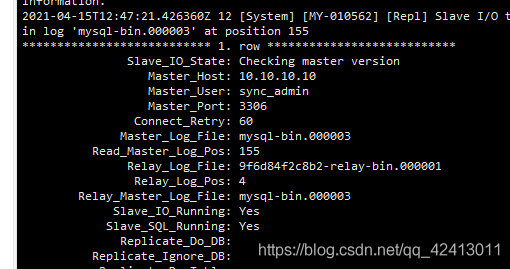 information.
2021-04-15T12:47:21.426360Z 12 [System] [MY-010562] [Repl] Slave I/O t
in log 'mysql-bin.000003' at position 155
*************************** 1. row ***************************
Slave_IO_State: Checking master version
Master_Host: 10.10.10.10
Master_User: sync_admin
Master_Port: 3306
Connect_Retry: 60
Master_Log_File: mysql-bin.000003
Read_Master_Log_Pos: 155
Relay_Log_File: 9f6d84f2c8b2-relay-bin.000001
Relay_Log_Pos: 4
Relay_Master_Log_File: mysql-bin.000003
Slave_IO_Running: Yes
Slave_SQL_Running: Yes
Replicate_Do_DB:
Replicate_Ignore_DB:
https://blog.csdn.net/qq_42413011